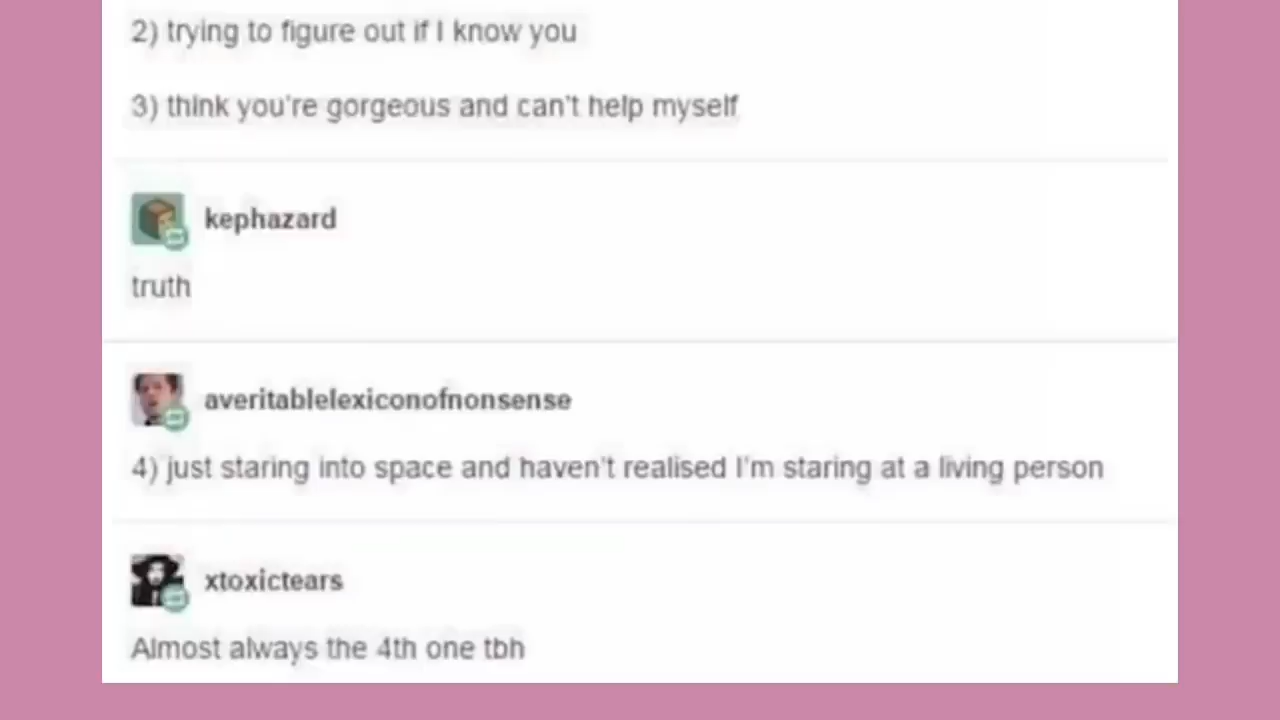 2) trying to figure out if I know you
3) think you're gorgeous and can't help myself
kephazard
truth
averitablelexiconofnonsense
4) just staring into space and haven't realised I'm staring at a living person
xtoxictears
Almost always the 4th one tbh